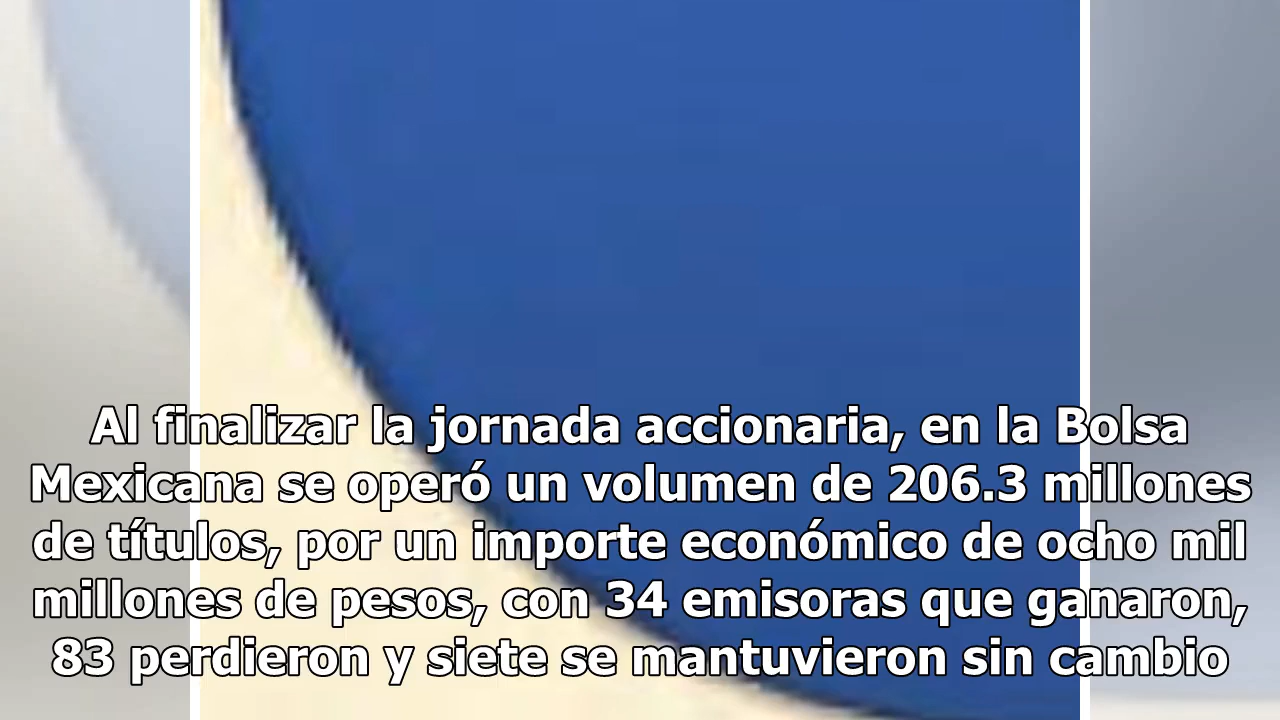 Al finalizar la jornada accionaria, en la Bolsa
Mexicana se operó un volumen de 206.3 millones
de títulos, por un importe económico de ocho mil
millones de pesos, con 34 emisoras que ganaron,
83 perdieron y siete se mantuvieron sin cambio